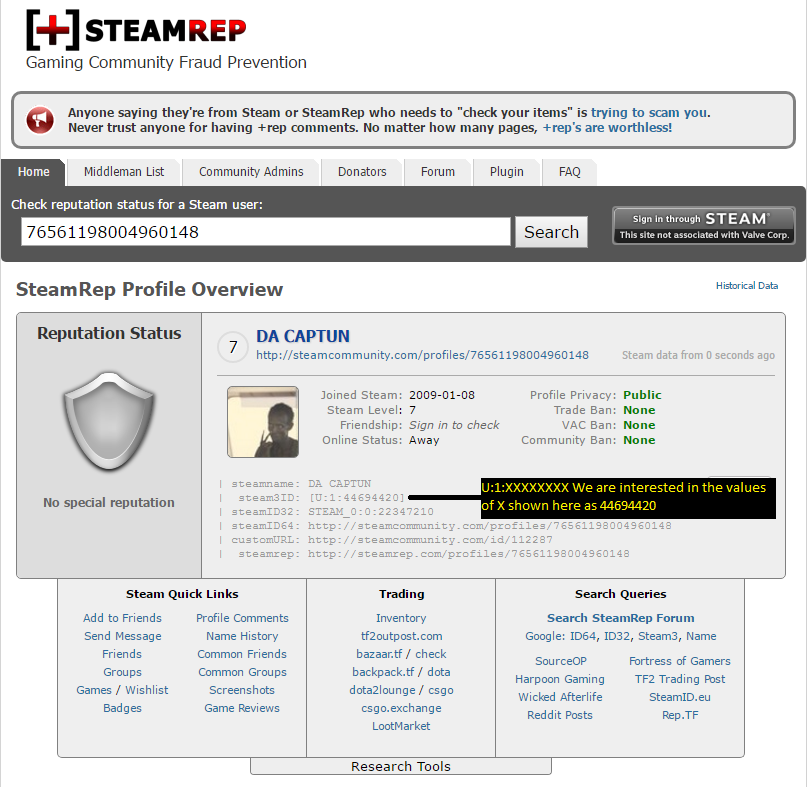 [+] STEAMREP
Gaming Community Fraud Prevention
Anyone saying they're from Steam or SteamRep who needs to "check your items" is trying to scam you.
Never trust anyone for having +rep comments. No matter how many pages, +rep's are worthless!
Home Middleman List Community Admins Donators Forum Plugin FAQ
Check reputation status for a Steam user:
76561198004960148 Search
Sign in through STEAM®
This site not associated with Valve Corp.
SteamRep Profile Overview
Historical Data
Reputation Status
No special reputation
7 DA CAPTUN
http://steamcommunity.com/profiles/76561198004960148 Steam data from 0 seconds ago
Joined Steam: 2009-01-08 Profile Privacy: Public
Steam Level: 7 Trade Ban: None
Friendship: Sign in to check VAC Ban: None
Online Status: Away Community Ban: None
| steamname: DA CAPTUN
| steam3ID: [U:1:44694420]
| steamID32: STEAM_0:0:22347210
| steamID64: http://steamcommunity.com/profiles/76561198004960148
| customURL: http://steamcommunity.com/id/112287
| steamrep: http://steamrep.com/profiles/76561198004960148
U:1:XXXXXXXX We are interested in the values
of X shown here as 44694420
Steam Quick Links
Add to Friends Profile Comments
Send Message Name History
Friends Common Friends
Groups Common Groups
Games / Wishlist Screenshots
Badges Game Reviews
Trading
Inventory
tf2outpost.com
bazaar.tf / check
backpack.tf / dota
dota2lounge / csgo
csgo.exchange
LootMarket
Search Queries
Search SteamRep Forum
Google: ID64, ID32, Steam3, Name
SourceOP Fortress of Gamers
Harpoon Gaming TF2 Trading Post
Wicked Afterlife SteamID.eu
Reddit Posts Rep.TF
Research Tools